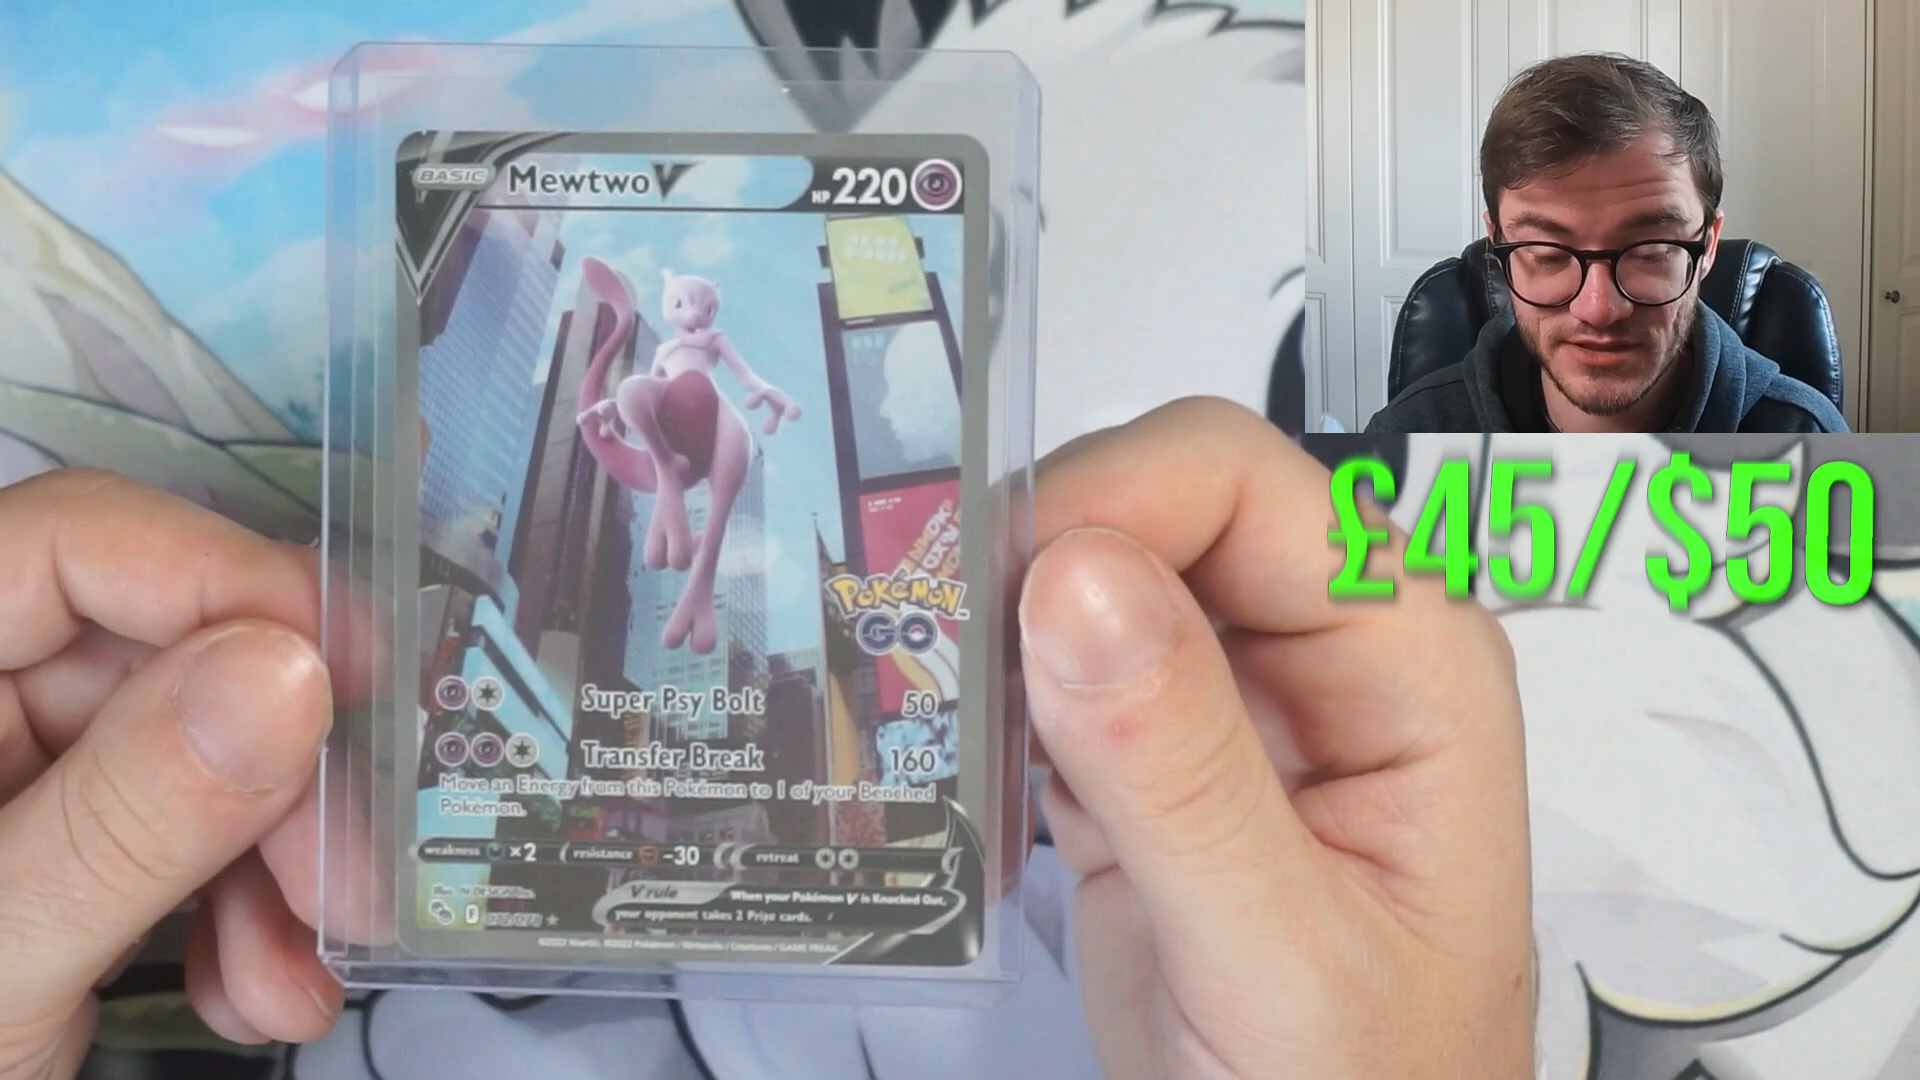 BASIC Mewtwo V HP 220
POKÉMON
GO
Super Psy Bolt 50
Transfer Break 160
Move an Energy from this Pokémon to 1 of your Benched
Pokémon.
weakness ×2 resistance -30 retreat
V rule When your Pokémon V is Knocked Out,
your opponent takes 2 Prize cards.
F 072/078
£45/$50